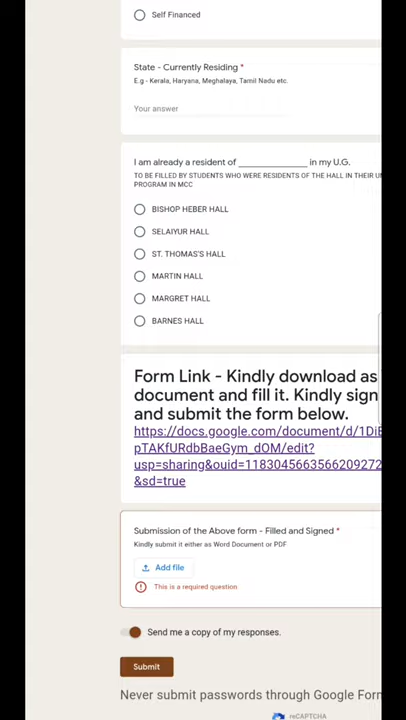 Self Financed
State - Currently Residing *
E.g - Kerala, Haryana, Meghalaya, Tamil Nadu etc.
Your answer
I am already a resident of ______________ in my U.G.
TO BE FILLED BY STUDENTS WHO WERE RESIDENTS OF THE HALL IN THEIR
PROGRAM IN MCC
BISHOP HEBER HALL
SELAIYUR HALL
ST. THOMAS'S HALL
MARTIN HALL
MARGRET HALL
BARNES HALL
Form Link - Kindly download as
document and fill it. Kindly sign
and submit the form below.
https://docs.google.com/document/d/1Di
pTAKfURdbBaeGym_dOM/edit?
usp=sharing&ouid=1183045663566209272
&sd=true
Submission of the Above form - Filled and Signed *
Kindly submit it either as Word Document or PDF
Add file
This is a required question
Send me a copy of my responses.
Submit
Never submit passwords through Google
reCAPTCHA